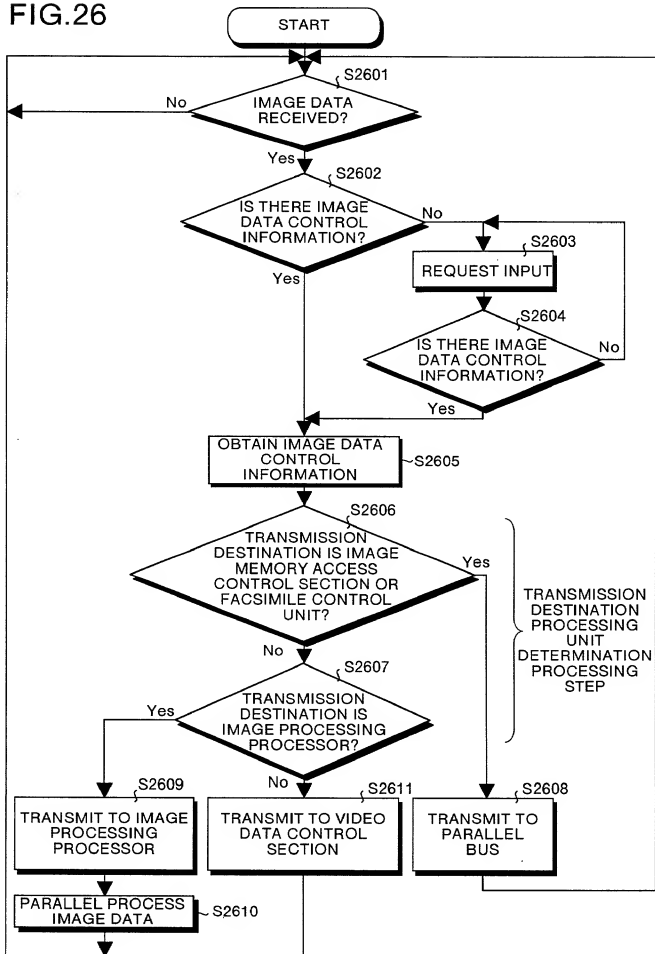 FIG.26
START
S2601
IMAGE DATA
RECEIVED?
No
Yes
S2602
IS THERE IMAGE
DATA CONTROL
INFORMATION?
No
Yes
S2603
REQUEST INPUT
S2604
IS THERE IMAGE
DATA CONTROL
INFORMATION?
No
Yes
OBTAIN IMAGE DATA
CONTROL
INFORMATION
S2605
S2606
TRANSMISSION
DESTINATION IS IMAGE
MEMORY ACCESS
CONTROL SECTION OR
FACSIMILE CONTROL
UNIT?
Yes
No
TRANSMISSION
DESTINATION
PROCESSING
UNIT
DETERMINATION
PROCESSING
STEP
S2607
TRANSMISSION
DESTINATION IS
IMAGE PROCESSING
PROCESSOR?
Yes
No
S2609
TRANSMIT TO IMAGE
PROCESSING
PROCESSOR
S2611
TRANSMIT TO VIDEO
DATA CONTROL
SECTION
S2608
TRANSMIT TO
PARALLEL
BUS
PARALLEL PROCESS
IMAGE DATA
S2610